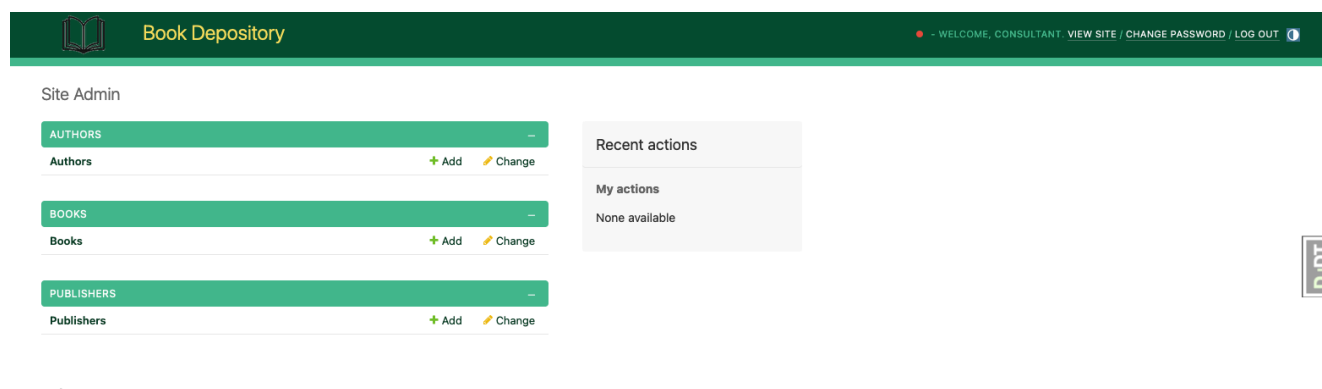 Book Depository
- WELCOME, CONSULTANT. VIEW SITE / CHANGE PASSWORD / LOG OUT
Site Admin
AUTHORS –
Authors + Add Change
BOOKS –
Books + Add Change
PUBLISHERS –
Publishers + Add Change
Recent actions
My actions
None available
DjDT